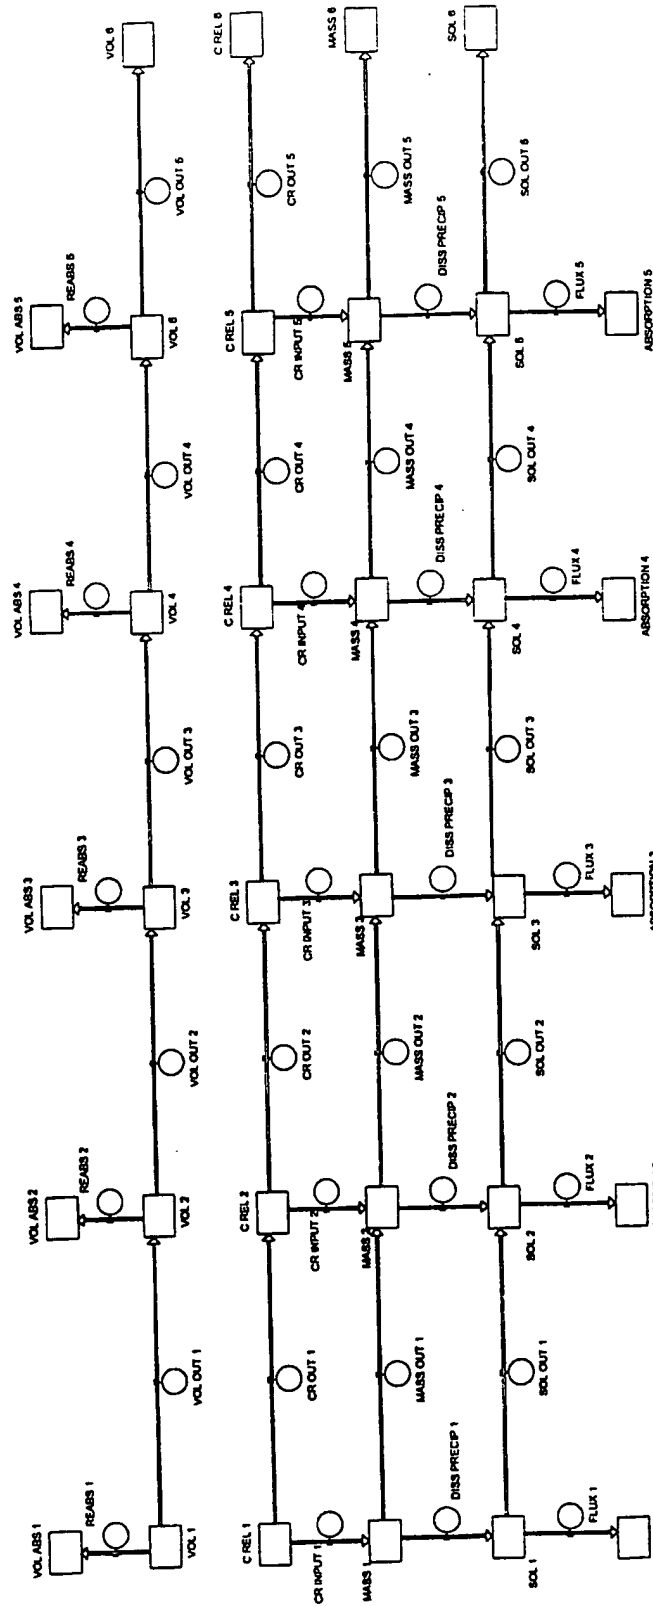 VOL ABS 1
VOL ABS 2
VOL ABS 3
VOL ABS 4
VOL ABS 5
VOL 6
REABS 1
REABS 2
REABS 3
REABS 4
REABS 5
VOL 1
VOL OUT 1
VOL 2
VOL OUT 2
VOL 3
VOL OUT 3
VOL 4
VOL OUT 4
VOL 5
VOL OUT 5
C REL 1
C REL 2
C REL 3
C REL 4
C REL 5
C REL 6
CR OUT 1
CR OUT 2
CR OUT 3
CR OUT 4
CR OUT 5
CR INPUT 1
CR INPUT 2
CR INPUT 3
CR INPUT 4
CR INPUT 5
MASS 6
MASS 1
MASS 2
MASS 3
MASS 4
MASS 5
MASS OUT 1
MASS OUT 2
MASS OUT 3
MASS OUT 4
MASS OUT 5
DISS PRECIP 1
DISS PRECIP 2
DISS PRECIP 3
DISS PRECIP 4
DISS PRECIP 5
SOL 6
SOL 1
SOL OUT 1
SOL 2
SOL OUT 2
SOL 3
SOL OUT 3
SOL 4
SOL OUT 4
SOL 5
SOL OUT 5
FLUX 1
FLUX 2
FLUX 3
FLUX 4
FLUX 5
ABSORPTION 3
ABSORPTION 4
ABSORPTION 5